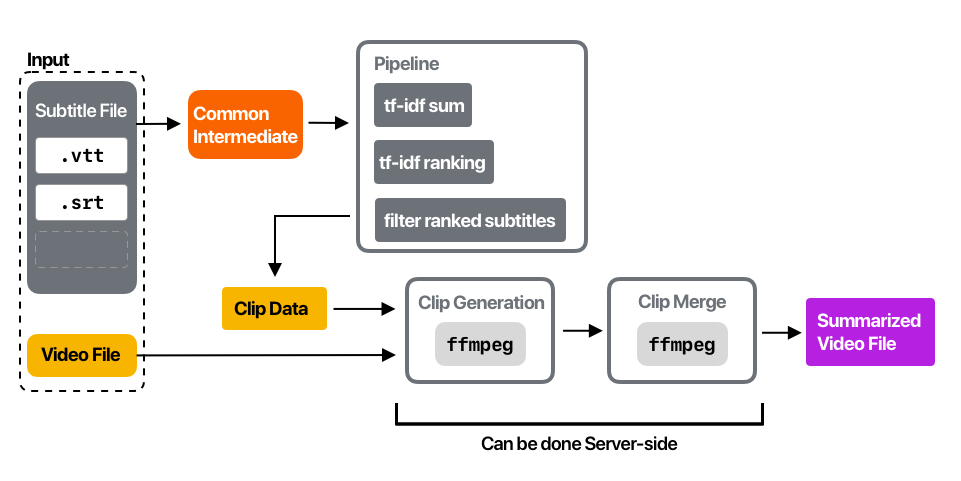 Input
Subtitle File
.vtt
.srt
Video File
Common
Intermediate
Pipeline
tf-idf sum
tf-idf ranking
filter ranked subtitles
Clip Data
Clip Generation
ffmpeg
Clip Merge
ffmpeg
Summarized
Video File
Can be done Server-side